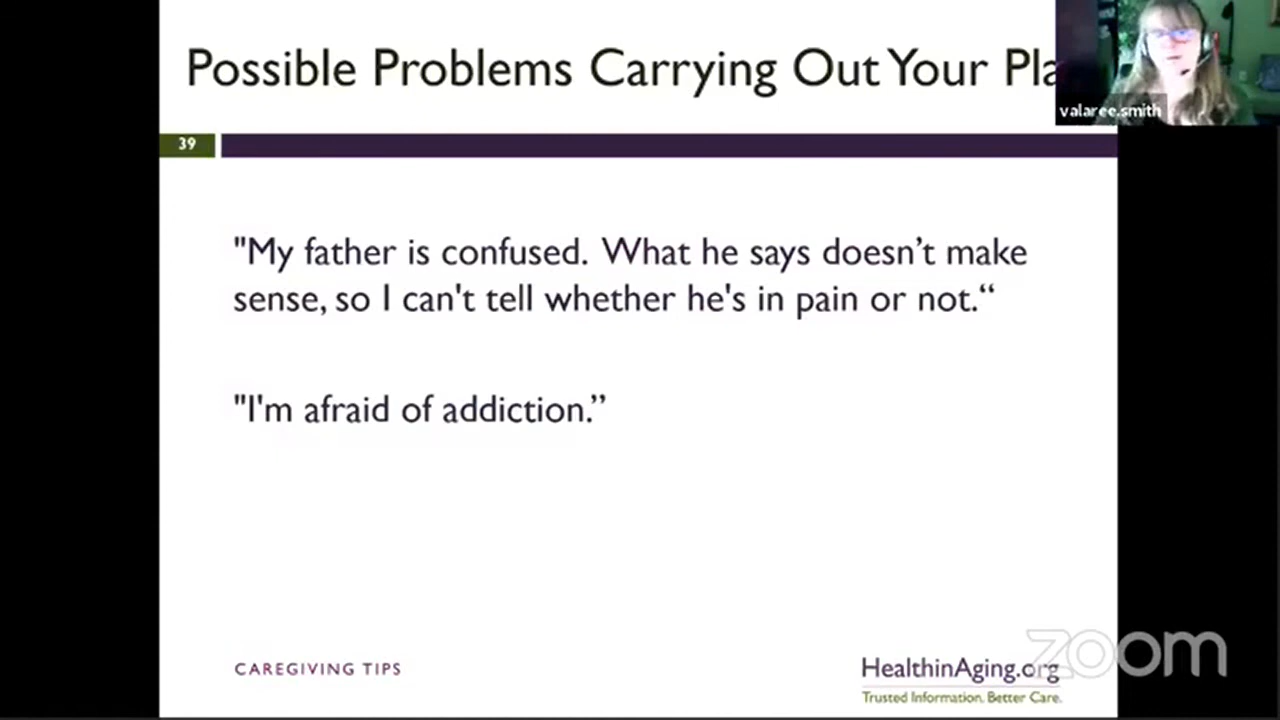 Possible Problems Carrying Out Your Pla
valaree.smith
39
"My father is confused. What he says doesn’t make
sense, so I can't tell whether he's in pain or not.“
"I'm afraid of addiction.”
CAREGIVING TIPS
HealthinAging.org
Trusted Information. Better Care.
zoom